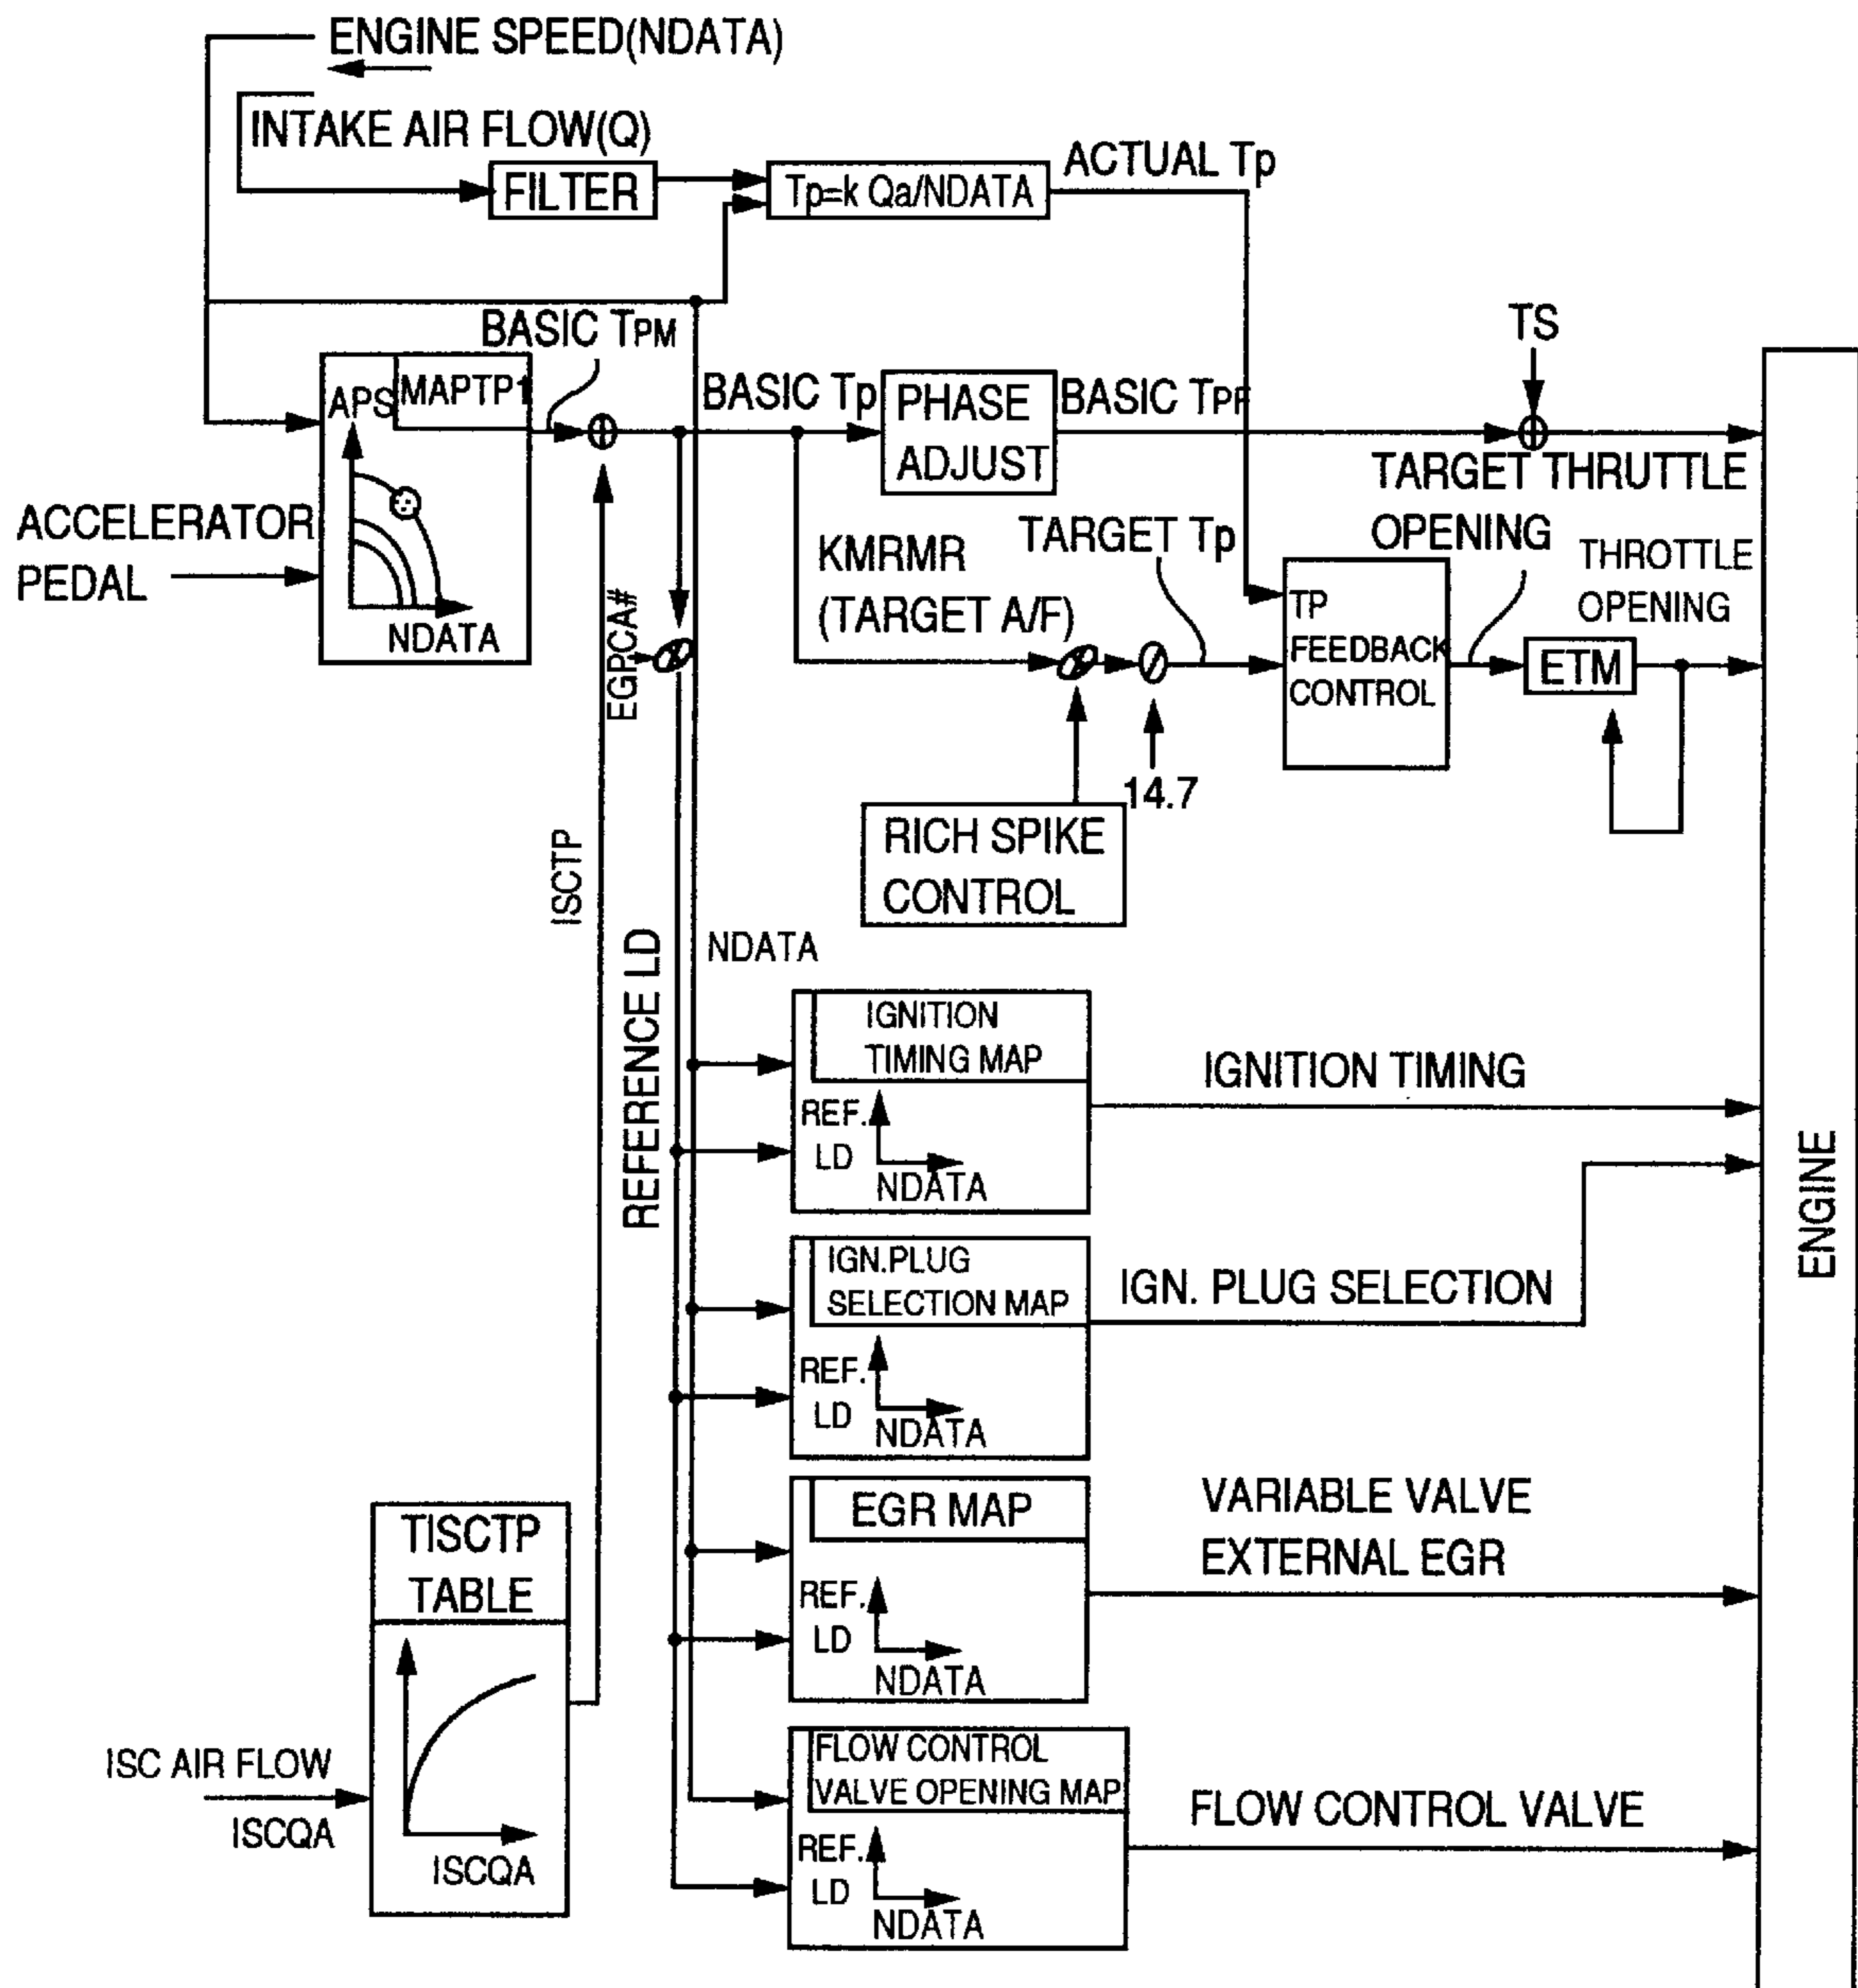 ENGINE SPEED(NDATA)
INTAKE AIR FLOW(Q)
FILTER
Tp=k Qa/NDATA
ACTUAL Tp
BASIC TPM
TS
APS
MAPTP1
NDATA
BASIC Tp
PHASE
ADJUST
BASIC TPF
TARGET THRUTTLE
OPENING
ACCELERATOR
PEDAL
KMRMR
(TARGET A/F)
TARGET Tp
THROTTLE
OPENING
TP
FEEDBACK
CONTROL
ETM
EGPCA#
14.7
RICH SPIKE
CONTROL
ISCTP
REFERENCE LD
NDATA
IGNITION
TIMING MAP
REF.
LD
NDATA
IGNITION TIMING
ENGINE
IGN.PLUG
SELECTION MAP
REF.
LD
NDATA
IGN. PLUG SELECTION
EGR MAP
REF.
LD
NDATA
VARIABLE VALVE
EXTERNAL EGR
TISCTP
TABLE
ISCQA
ISC AIR FLOW
ISCQA
FLOW CONTROL
VALVE OPENING MAP
REF.
LD
NDATA
FLOW CONTROL VALVE